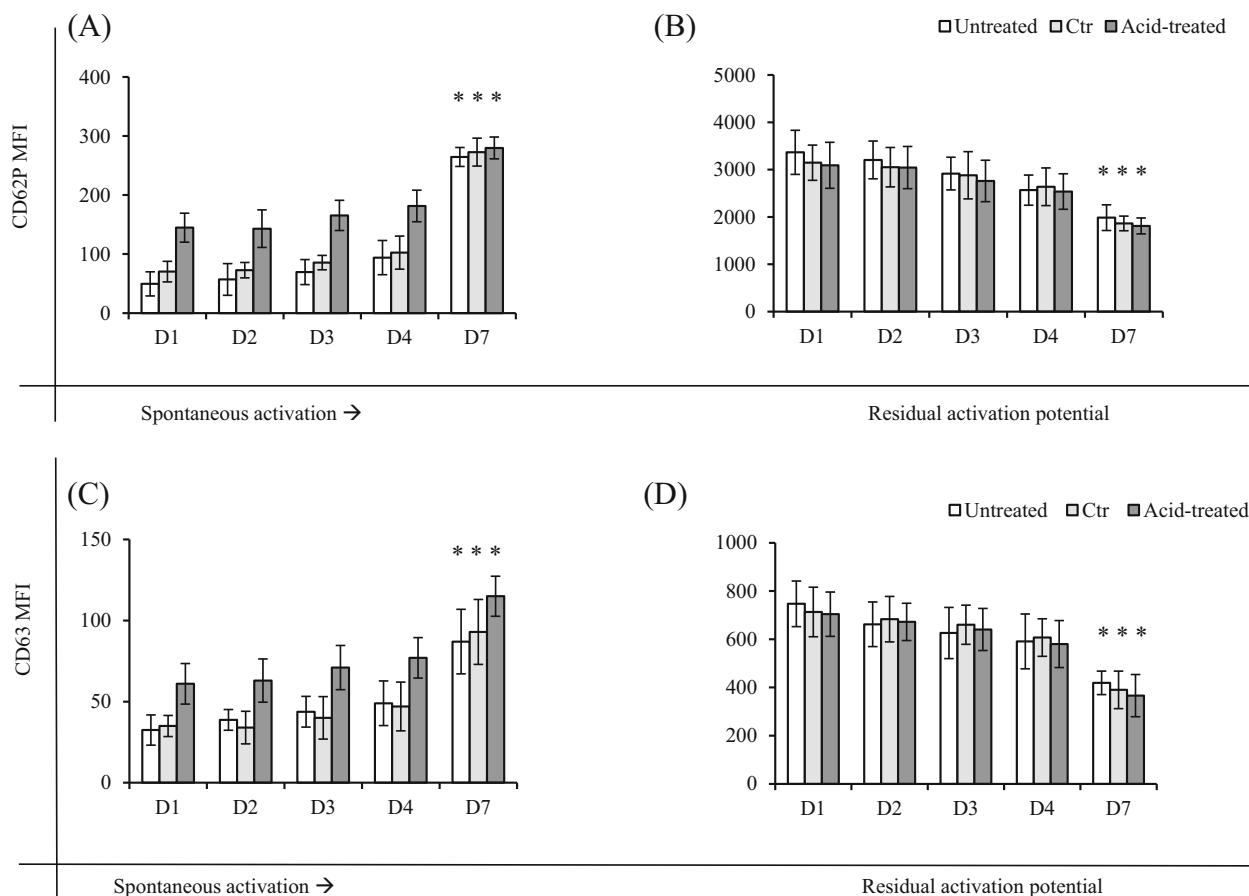 (A)
CD62P MFI
400
300
200
100
0
* * *
D1 D2 D3 D4 D7
Spontaneous activation →
(B)
Untreated Ctr Acid-treated
5000
4000
3000
2000
1000
0
* * *
D1 D2 D3 D4 D7
Residual activation potential
(C)
CD63 MFI
150
100
50
0
* * *
D1 D2 D3 D4 D7
Spontaneous activation →
(D)
Untreated Ctr Acid-treated
1000
800
600
400
200
0
* * *
D1 D2 D3 D4 D7
Residual activation potential